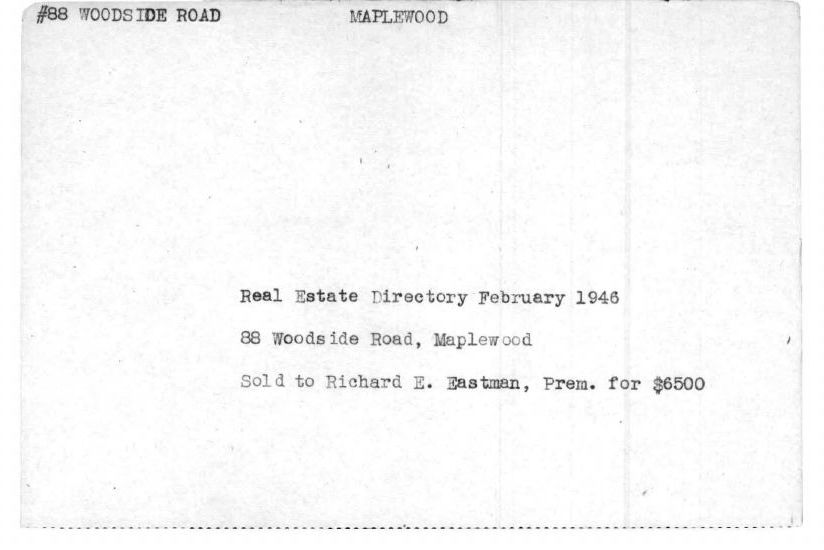 #88 WOODSIDE ROAD MAPLEWOOD
Real Estate Directory February 1946
88 Woodside Road, Maplewood
Sold to Richard E. Eastman, Prem. for $6500